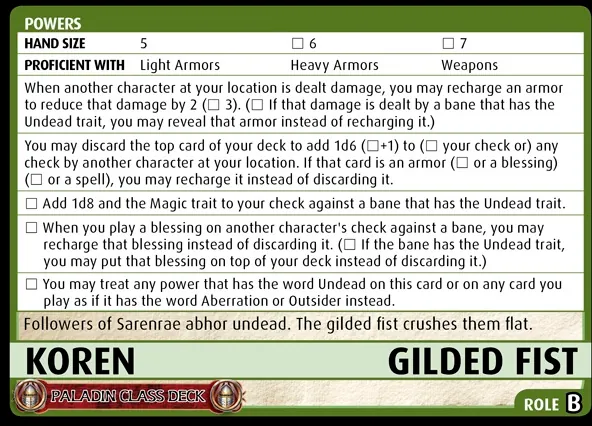 POWERS
HAND SIZE 5 □ 6 □ 7
PROFICIENT WITH Light Armors Heavy Armors Weapons
When another character at your location is dealt damage, you may recharge an armor
to reduce that damage by 2 (□ 3). (□ If that damage is dealt by a bane that has the
Undead trait, you may reveal that armor instead of recharging it.)
You may discard the top card of your deck to add 1d6 (□+1) to (□ your check or) any
check by another character at your location. If that card is an armor (□ or a blessing)
(□ or a spell), you may recharge it instead of discarding it.
□ Add 1d8 and the Magic trait to your check against a bane that has the Undead trait.
□ When you play a blessing on another character's check against a bane, you may
recharge that blessing instead of discarding it. (□ If the bane has the Undead trait,
you may put that blessing on top of your deck instead of discarding it.)
□ You may treat any power that has the word Undead on this card or on any card you
play as if it has the word Aberration or Outsider instead.
Followers of Sarenrae abhor undead. The gilded fist crushes them flat.
KOREN GILDED FIST
PALADIN CLASS DECK
ROLE B